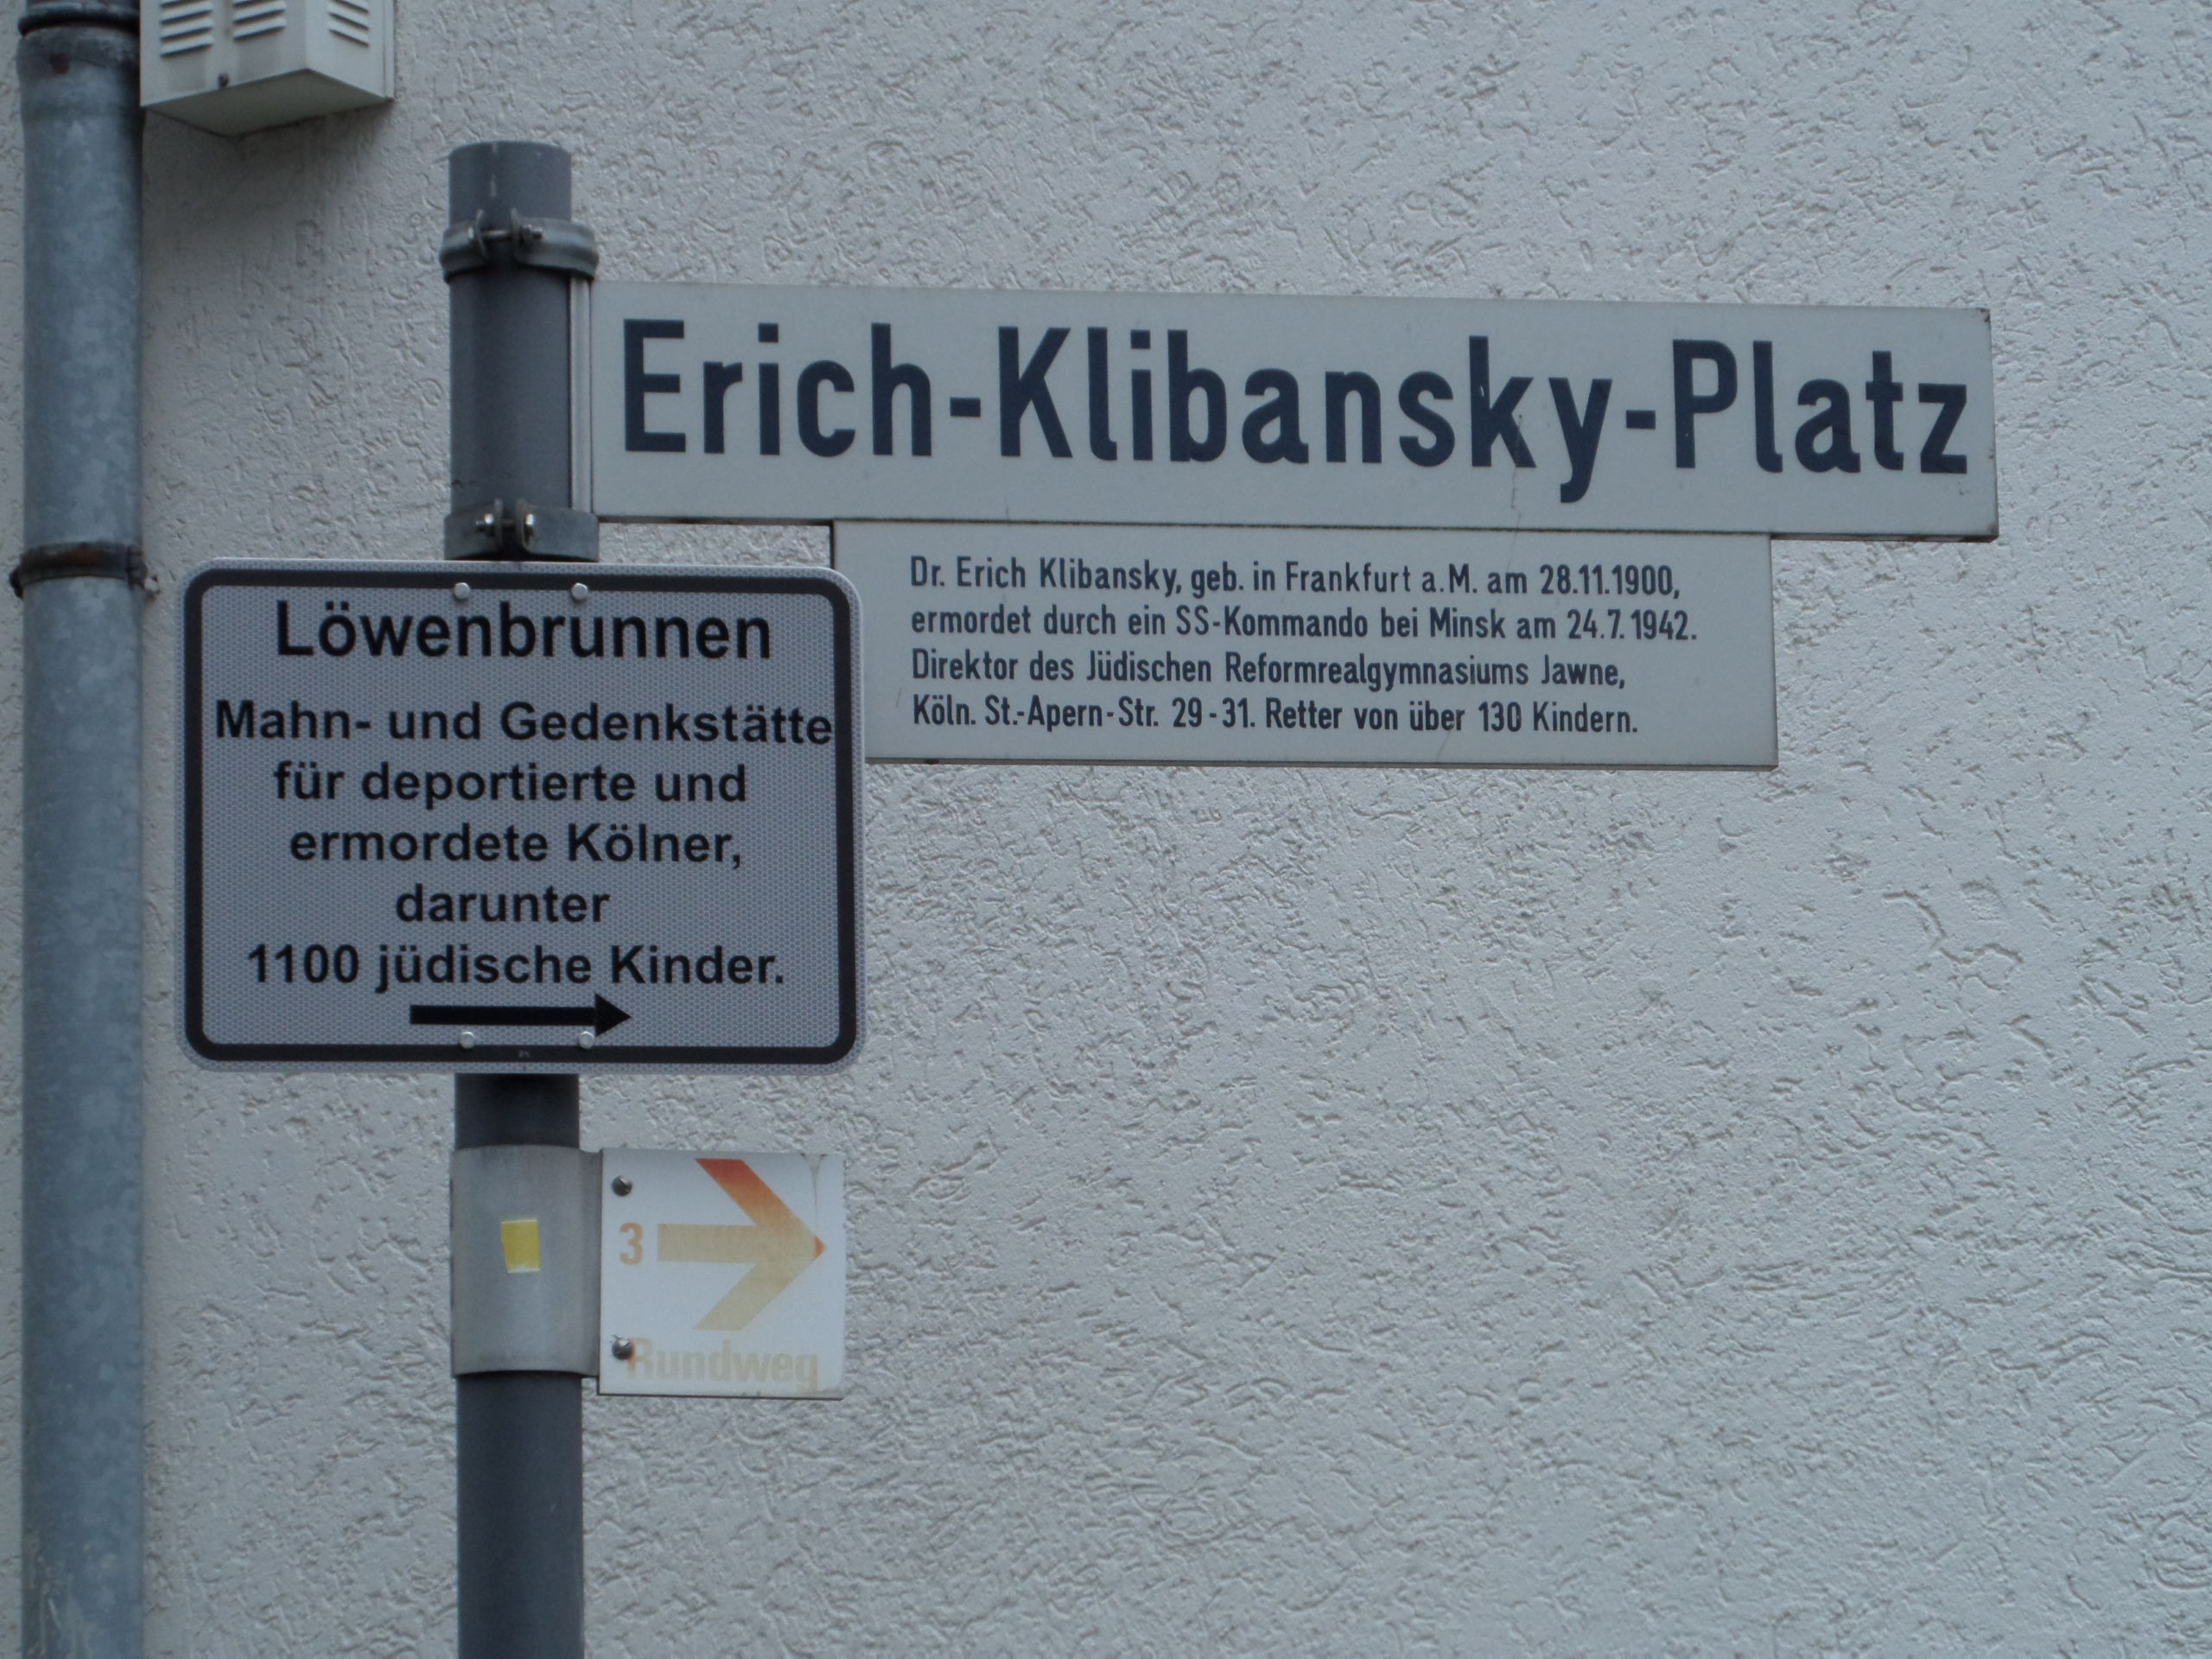 Erich-Klibansky-Platz
Dr. Erich Klibansky, geb. in Frankfurt a.M. am 28.11.1900,
ermordet durch ein SS-Kommando bei Minsk am 24.7.1942.
Direktor des Jüdischen Reformrealgymnasiums Jawne,
Köln. St.-Apern-Str. 29-31. Retter von über 130 Kindern.
Löwenbrunnen
Mahn- und Gedenkstätte
für deportierte und
ermordete Kölner,
darunter
1100 jüdische Kinder.
3
Rundweg